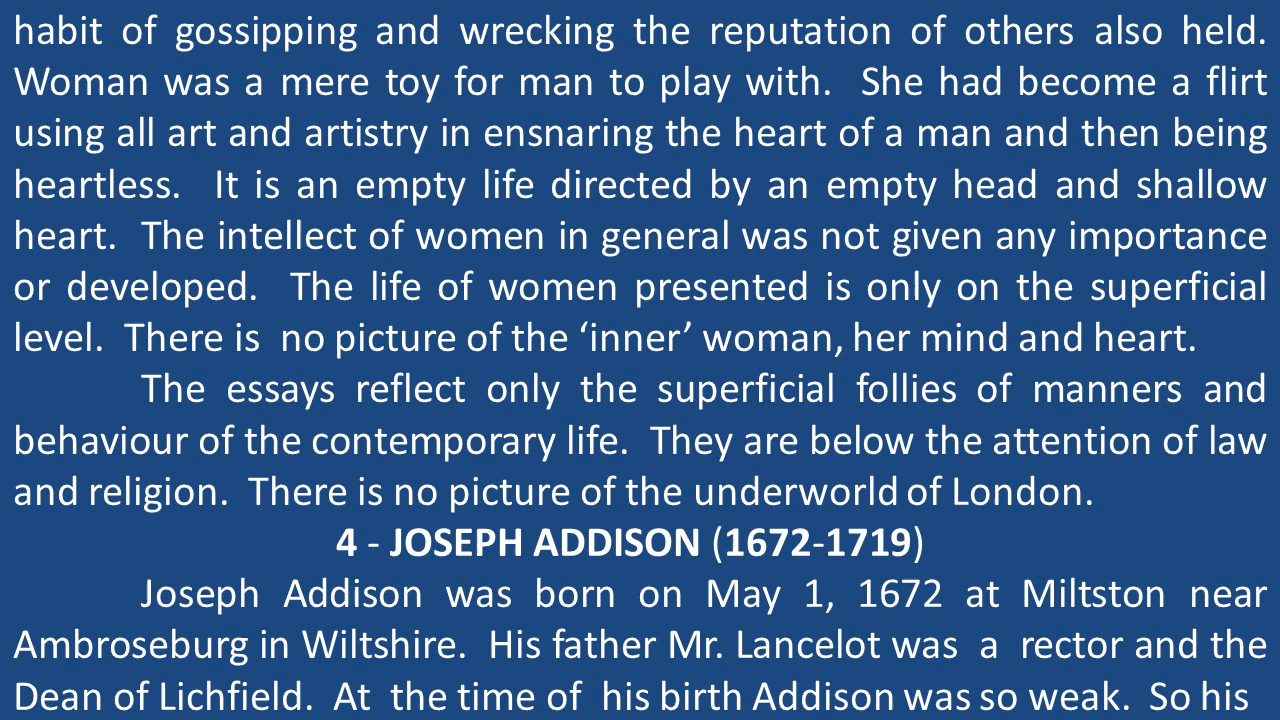 habit of gossipping and wrecking the reputation of others also held.
Woman was a mere toy for man to play with. She had become a flirt
using all art and artistry in ensnaring the heart of a man and then being
heartless. It is an empty life directed by an empty head and shallow
heart. The intellect of women in general was not given any importance
or developed. The life of women presented is only on the superficial
level. There is no picture of the ‘inner’ woman, her mind and heart.
The essays reflect only the superficial follies of manners and
behaviour of the contemporary life. They are below the attention of law
and religion. There is no picture of the underworld of London.
4 - JOSEPH ADDISON (1672-1719)
Joseph Addison was born on May 1, 1672 at Miltston near
Ambroseburg in Wiltshire. His father Mr. Lancelot was a rector and the
Dean of Lichfield. At the time of his birth Addison was so weak. So his